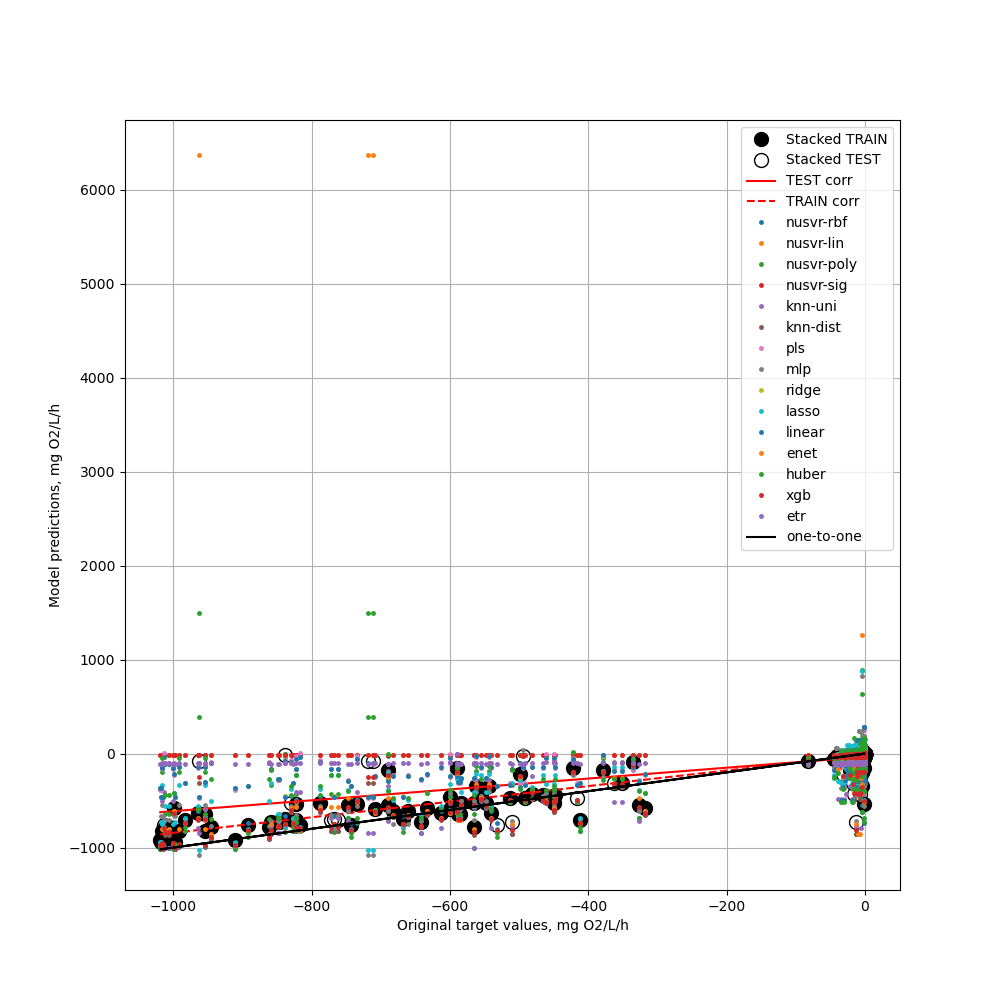 6000
5000
4000
3000
2000
1000
0
−1000
−1000
−800
−600
−400
−200
0
Model predictions, mg O2/L/h
Original target values, mg O2/L/h
Stacked TRAIN
Stacked TEST
TEST corr
TRAIN corr
nusvr-rbf
nusvr-lin
nusvr-poly
nusvr-sig
knn-uni
knn-dist
pls
mlp
ridge
lasso
linear
enet
huber
xgb
etr
one-to-one